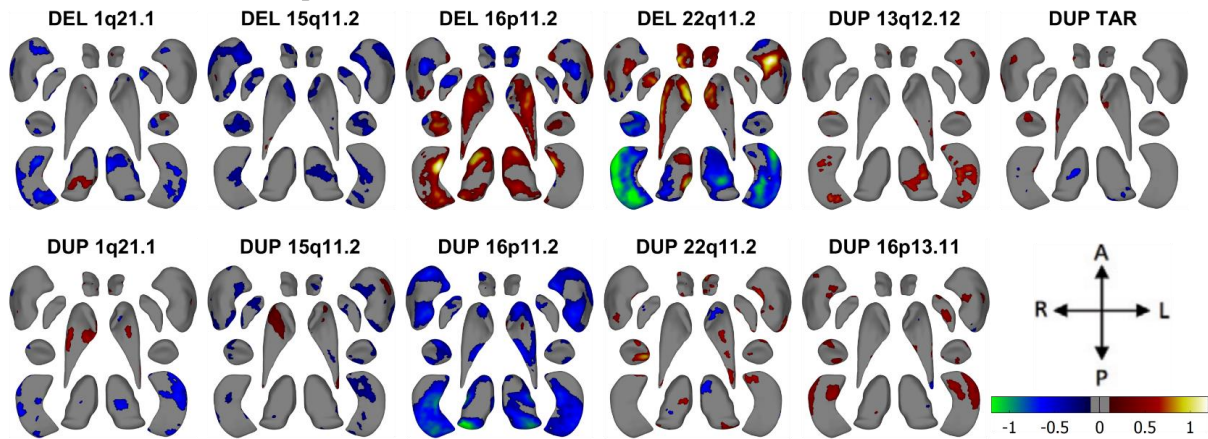 DEL 1q21.1 DEL 15q11.2 DEL 16p11.2 DEL 22q11.2 DUP 13q12.12 DUP TAR
DUP 1q21.1 DUP 15q11.2 DUP 16p11.2 DUP 22q11.2 DUP 16p13.11
A
R L
P
-1 -0.5 0 0.5 1